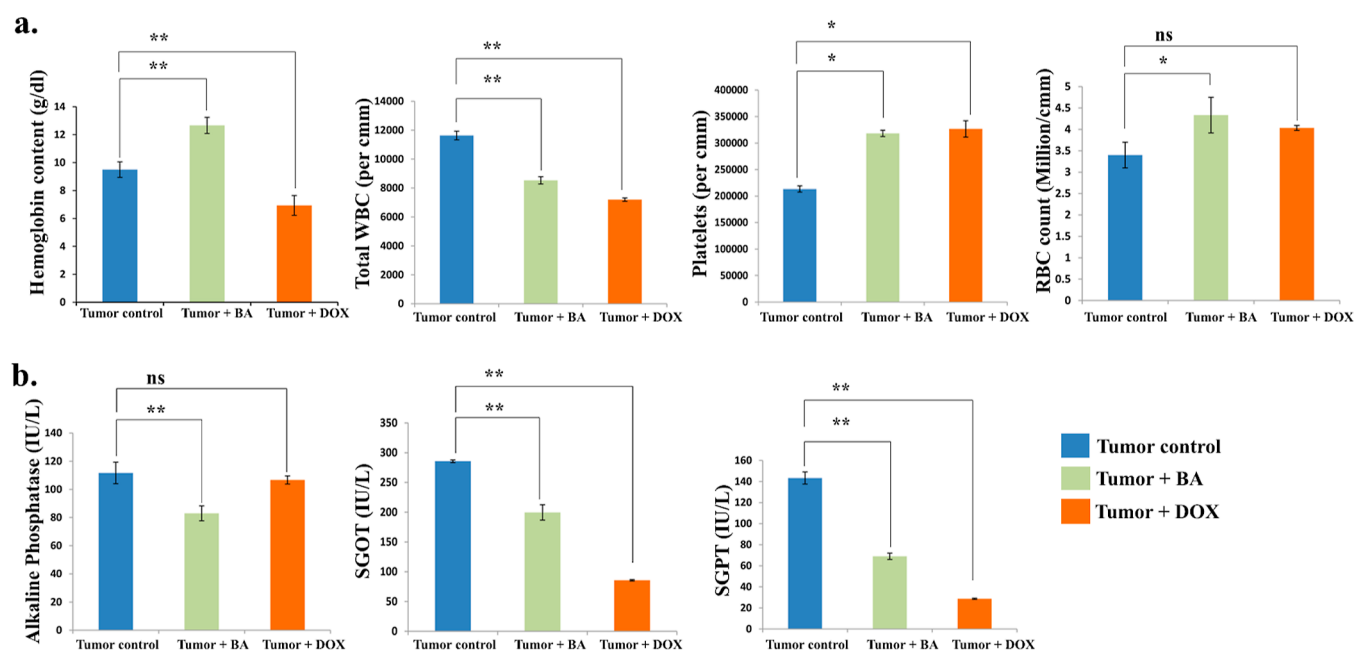 a.
**
**
Hemoglobin content (g/dl)
14
12
10
8
6
4
2
0
Tumor control
Tumor + BA
Tumor + DOX
**
**
Total WBC (per cmm)
14000
12000
10000
8000
6000
4000
2000
0
Tumor control
Tumor + BA
Tumor + DOX
*
*
Platelets (per cmm)
400000
350000
300000
250000
200000
150000
100000
50000
0
Tumor control
Tumor + BA
Tumor + DOX
ns
*
RBC count (Million/cmm)
5
4.5
4
3.5
3
2.5
2
1.5
1
0.5
0
Tumor control
Tumor + BA
Tumor + DOX
b.
ns
**
Alkaline Phosphatase (IU/L)
140
120
100
80
60
40
20
0
Tumor control
Tumor + BA
Tumor + DOX
**
**
SGOT (IU/L)
350
300
250
200
150
100
50
0
Tumor control
Tumor + BA
Tumor + DOX
**
**
SGPT (IU/L)
160
140
120
100
80
60
40
20
0
Tumor control
Tumor + BA
Tumor + DOX
Tumor control
Tumor + BA
Tumor + DOX